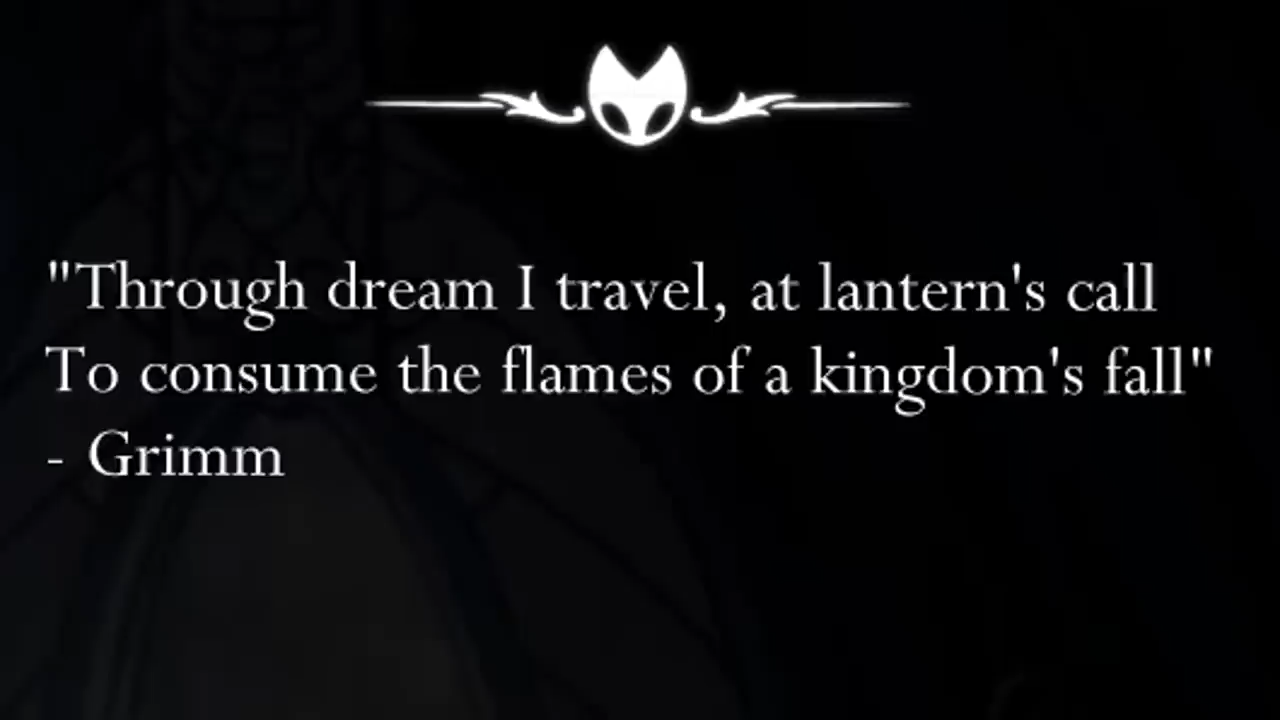 "Through dream I travel, at lantern's call
To consume the flames of a kingdom's fall"
- Grimm